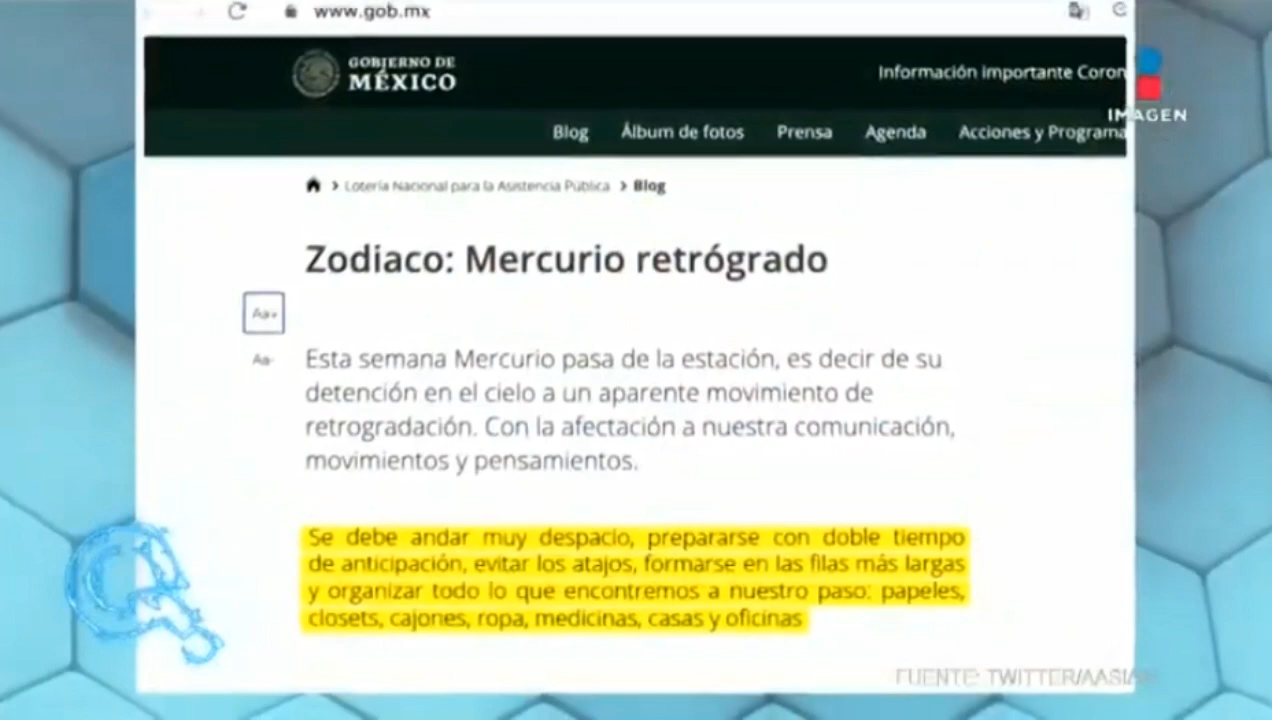 www.gob.mx
GOBIERNO DE
MÉXICO
Información importante Coron
IMAGEN
Blog Álbum de fotos Prensa Agenda Acciones y Programa
> Lotería Nacional para la Asistencia Pública > Blog
Zodiaco: Mercurio retrógrado
Aa+
Aa-
Esta semana Mercurio pasa de la estación, es decir de su
detención en el cielo a un aparente movimiento de
retrogradación. Con la afectación a nuestra comunicación,
movimientos y pensamientos.
Se debe andar muy despacio, prepararse con doble tiempo
de anticipación, evitar los atajos, formarse en las filas más largas
y organizar todo lo que encontremos a nuestro paso: papeles,
closets, cajones, ropa, medicinas, casas y oficinas
FUENTE: